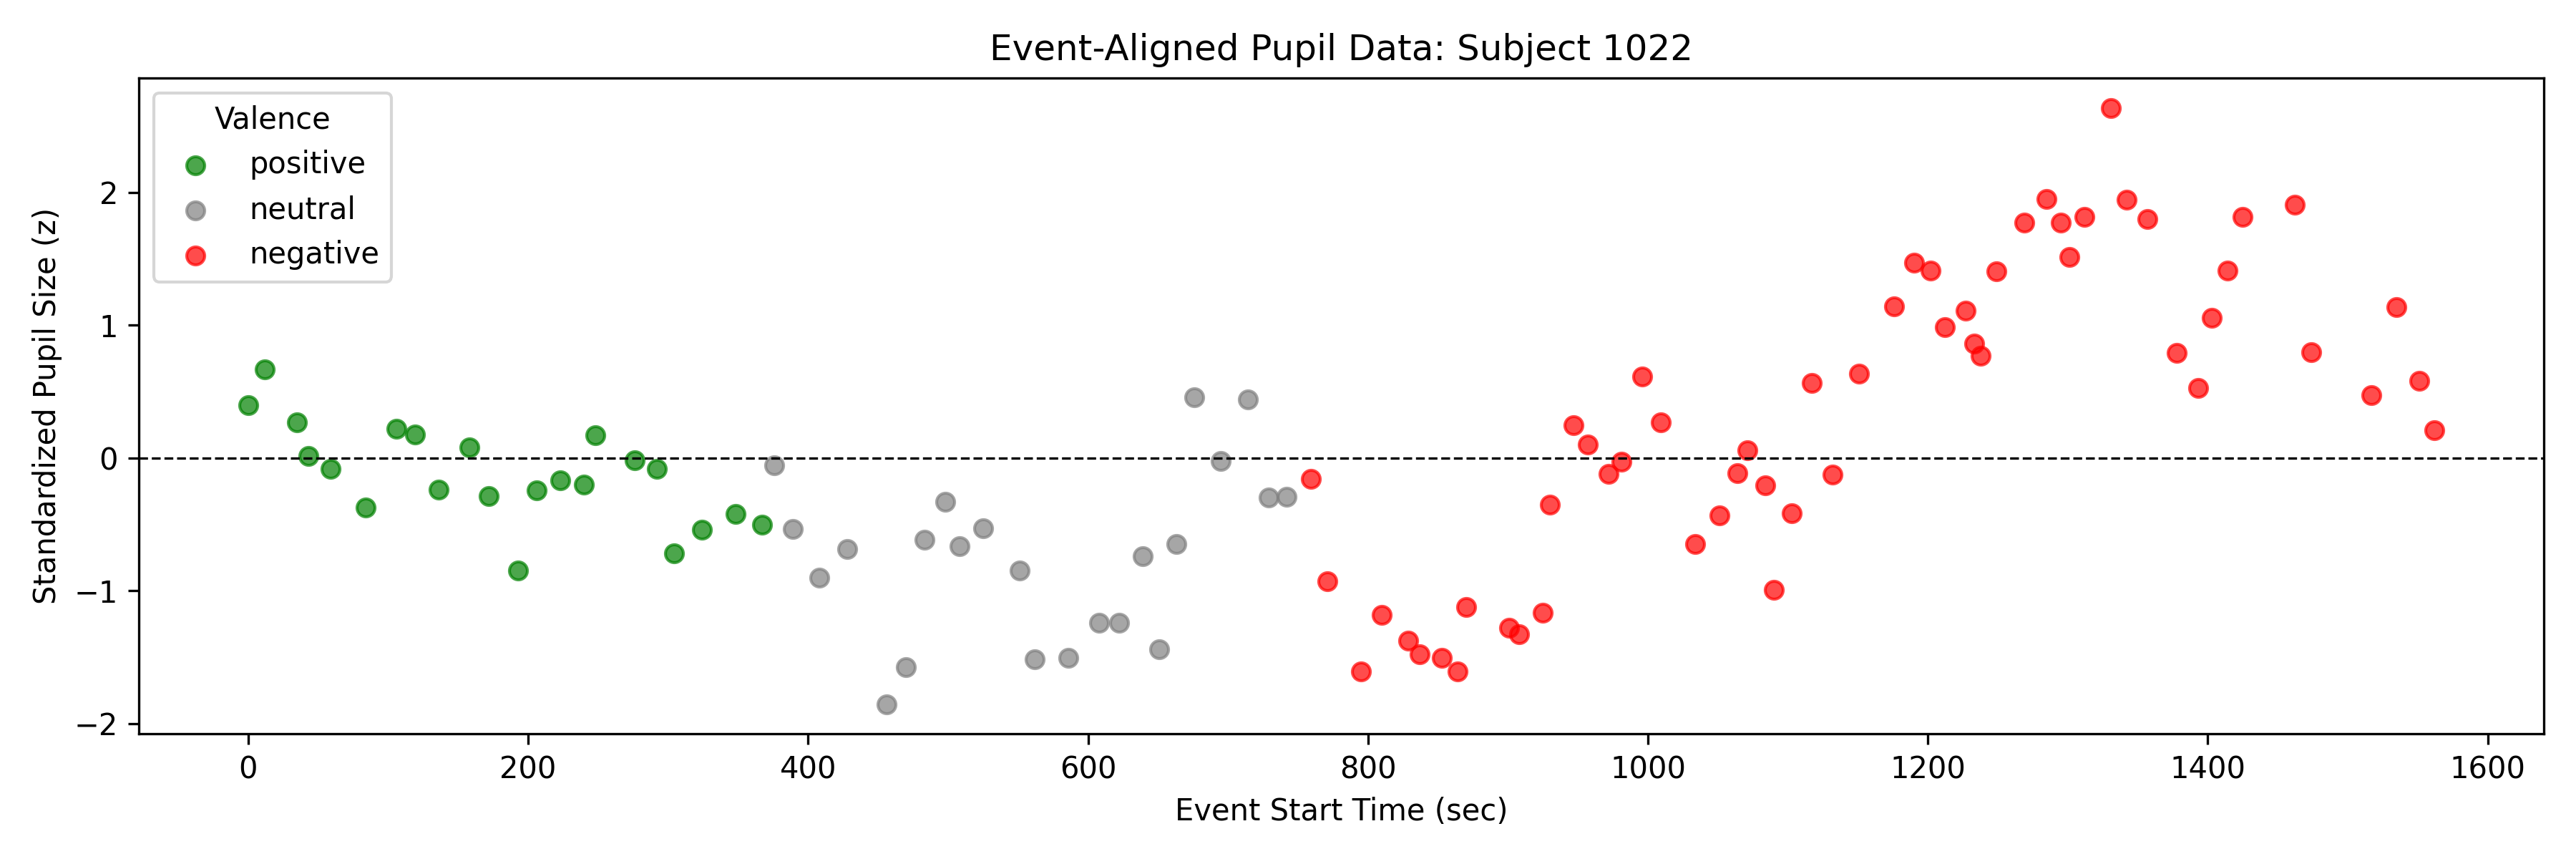 Event-Aligned Pupil Data: Subject 1022
Valence
positive
neutral
negative
Standardized Pupil Size (z)
2
1
0
−1
−2
0 200 400 600 800 1000 1200 1400 1600
Event Start Time (sec)